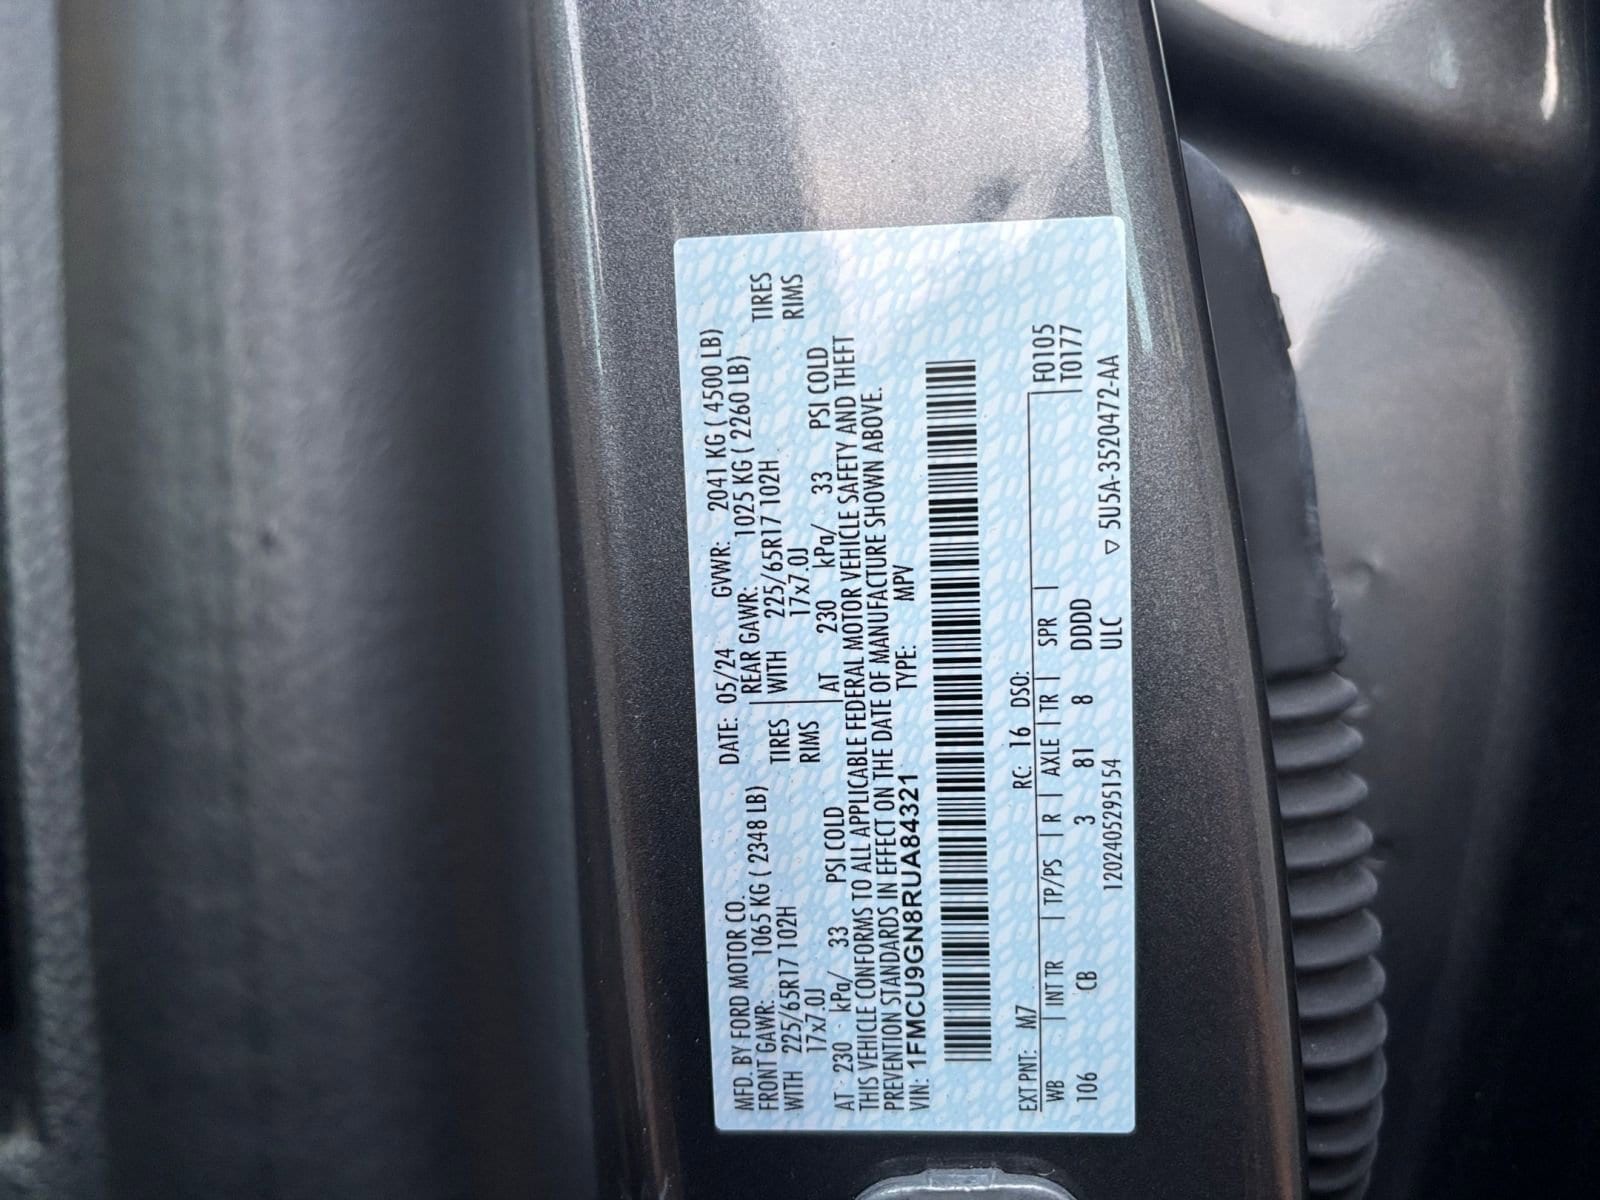 MFD. BY FORD MOTOR CO. DATE: 05/24 GVWR: 2041 KG ( 4500 LB)
FRONT GAWR: 1065 KG ( 2348 LB) REAR GAWR: 1025 KG ( 2260 LB)
WITH 225/65R17 102H TIRES WITH 225/65R17 102H TIRES
17x7.0J RIMS 17x7.0J RIMS
AT 230 kPa/ 33 PSI COLD AT 230 kPa/ 33 PSI COLD
THIS VEHICLE CONFORMS TO ALL APPLICABLE FEDERAL MOTOR VEHICLE SAFETY AND THEFT
PREVENTION STANDARDS IN EFFECT ON THE DATE OF MANUFACTURE SHOWN ABOVE.
VIN: 1FMCU9GN8RUA84321 TYPE: MPV
EXT PNT: M7 RC: 16 DSO: F0105
WB | INT TR | TP/PS | R | AXLE | TR | SPR | T0177
106 CB 3 81 8 DDDD
120240529154 ULC ▽ 5U5A-3520472-AA